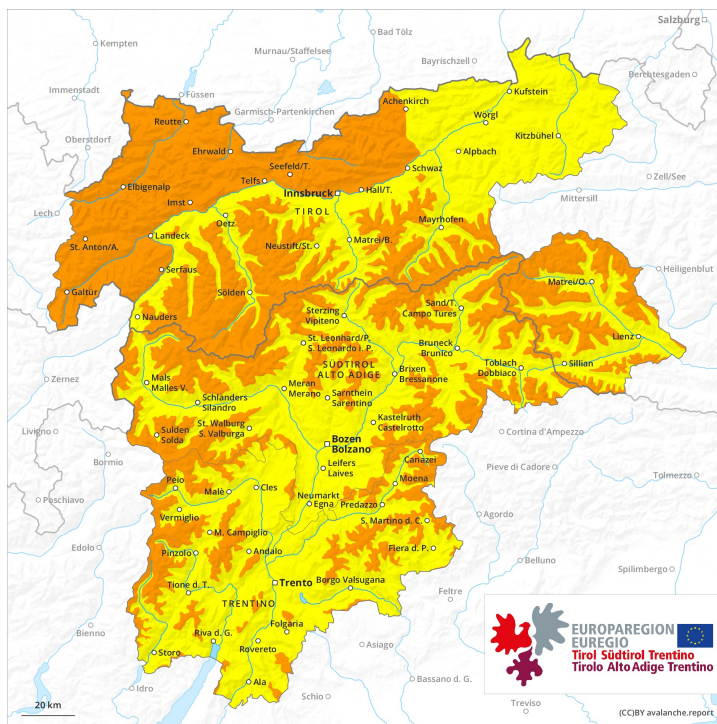 Salzburg
Kempten
Bad Tölz
Murnau/Staffelsee
Bayrischzell
Berchtesgaden
Immenstadt
Füssen
Garmisch-Partenkirchen
Achenkirch
Kufstein
Reutte
Wörgl
Oberstdorf
Ehrwald
Kitzbühel
Alpbach
Seefeld/T.
Schwaz
Telfs
Zell/See
Elbigenalp
Innsbruck
Hall/T.
Mittersill
Imst
Lech
Oetz
TIROL
Mayrhofen
Landeck
Neustift/St.
Matrei/B.
St. Anton/A.
Serfaus
Heiligenblut
Galtür
Sölden
Matrei/O.
Nauders
Sterzing
Vipiteno
Sand/T.
Campo Tures
Lienz
St. Leonhard/P.
S. Leonardo i. P.
Bruneck
Brunico
Toblach
Dobbiaco
Sillian
SÜDTIROL
ALTO ADIGE
Brixen
Bressanone
Zernez
Mals
Malles V.
Meran
Merano
Sarnthein
Sarentino
Schlanders
Silandro
Kastelruth
Castelrotto
Livigno
St. Walburg
S. Valburga
Sulden
Solda
Cortina d'Ampezzo
Bozen
Bolzano
Bormio
Canazei
Leifers
Laives
Pieve di Cadore
Tolmezzo
Peio
Moena
Poschiavo
Malè
Cles
Neumarkt
Egna
Predazzo
Vermiglio
Agordo
S. Martino d. C.
M. Campiglio
Edolo
Pinzolo
Andalo
Fiera d. P.
Belluno
Spilimbergo
Trento
Borgo Valsugana
Tione d. T.
Feltre
TRENTINO
Folgaria
Bienno
Riva d. G.
Rovereto
Asiago
Storo
Bassano d. G.
Idro
Ala
Schio
Treviso
EUROPAREGION
EUREGIO
Tirol Südtirol Trentino
Tirolo Alto Adige Trentino
20 km
(CC)BY avalanche.report